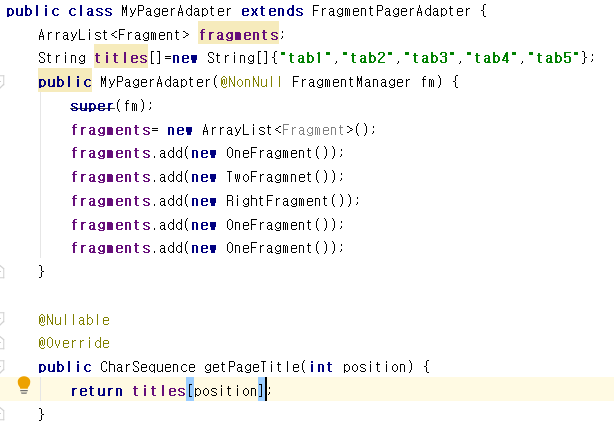 public class MyPagerAdapter extends FragmentPagerAdapter {
ArrayList<Fragment> fragments;
String titles[]=new String[]{"tab1","tab2","tab3","tab4","tab5"};
public MyPagerAdapter(@NonNull FragmentManager fm) {
super(fm);
fragments= new ArrayList<Fragment>();
fragments.add(new OneFragment());
fragments.add(new TwoFragmnet());
fragments.add(new RightFragment());
fragments.add(new OneFragment());
fragments.add(new OneFragment());
}
@Nullable
@Override
public CharSequence getPageTitle(int position) {
return titles[position];
}